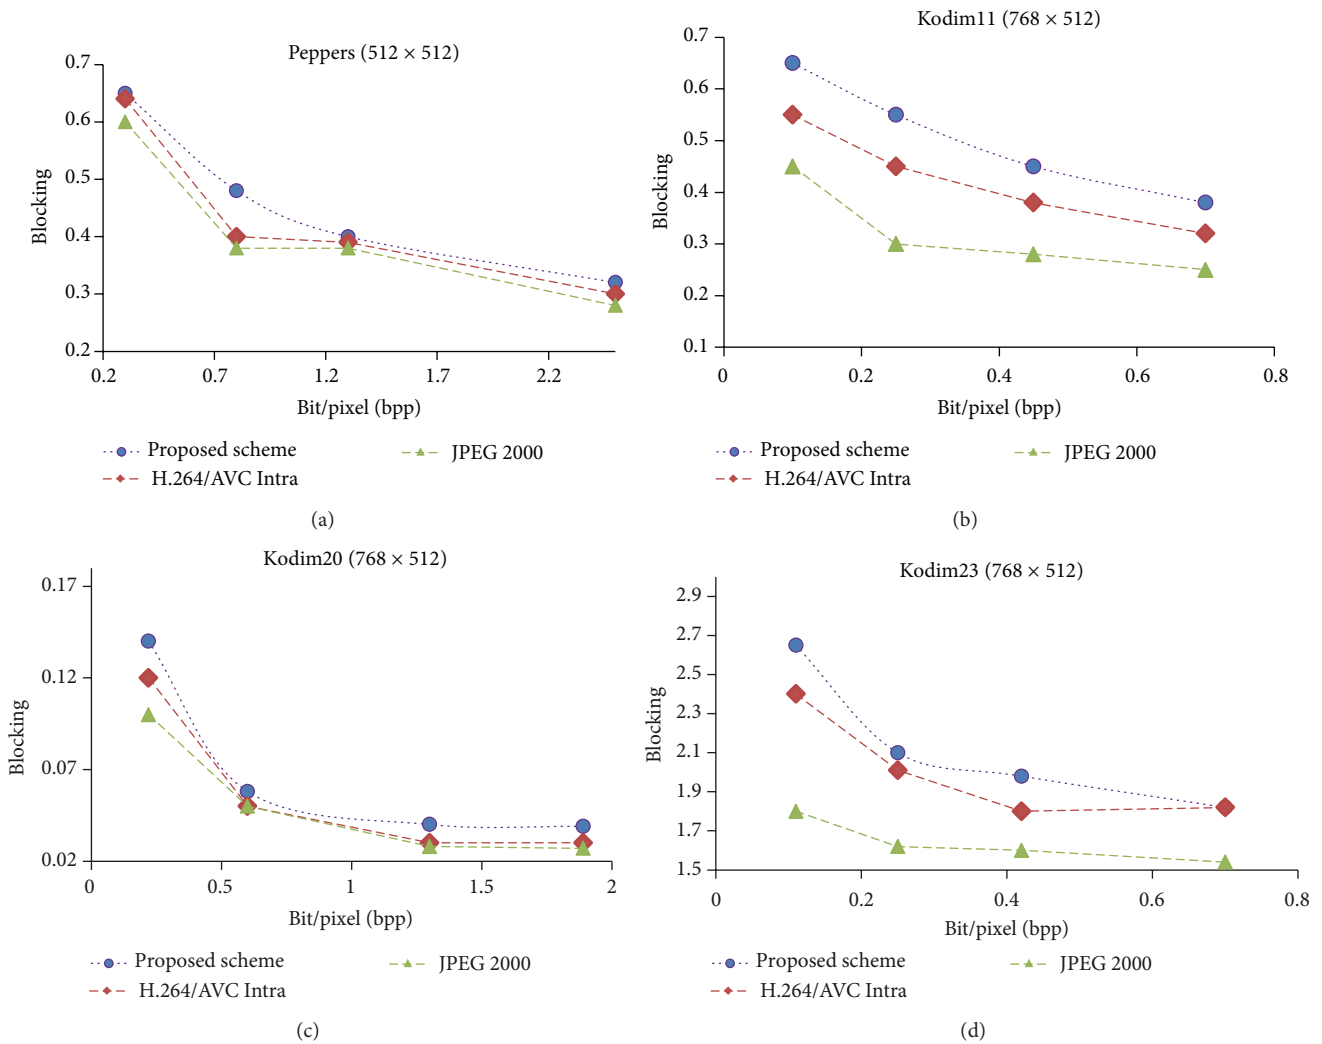 Peppers (512 × 512)
0.7
0.6
0.5
0.4
0.3
0.2
Blocking
0.2 0.7 1.2 1.7 2.2
Bit/pixel (bpp)
Proposed scheme
JPEG 2000
H.264/AVC Intra
(a)
Kodim11 (768 × 512)
0.7
0.6
0.5
0.4
0.3
0.2
0.1
Blocking
0 0.2 0.4 0.6 0.8
Bit/pixel (bpp)
Proposed scheme
JPEG 2000
H.264/AVC Intra
(b)
Kodim20 (768 × 512)
0.17
0.12
0.07
0.02
Blocking
0 0.5 1 1.5 2
Bit/pixel (bpp)
Proposed scheme
JPEG 2000
H.264/AVC Intra
(c)
Kodim23 (768 × 512)
2.9
2.7
2.5
2.3
2.1
1.9
1.7
1.5
Blocking
0 0.2 0.4 0.6 0.8
Bit/pixel (bpp)
Proposed scheme
JPEG 2000
H.264/AVC Intra
(d)